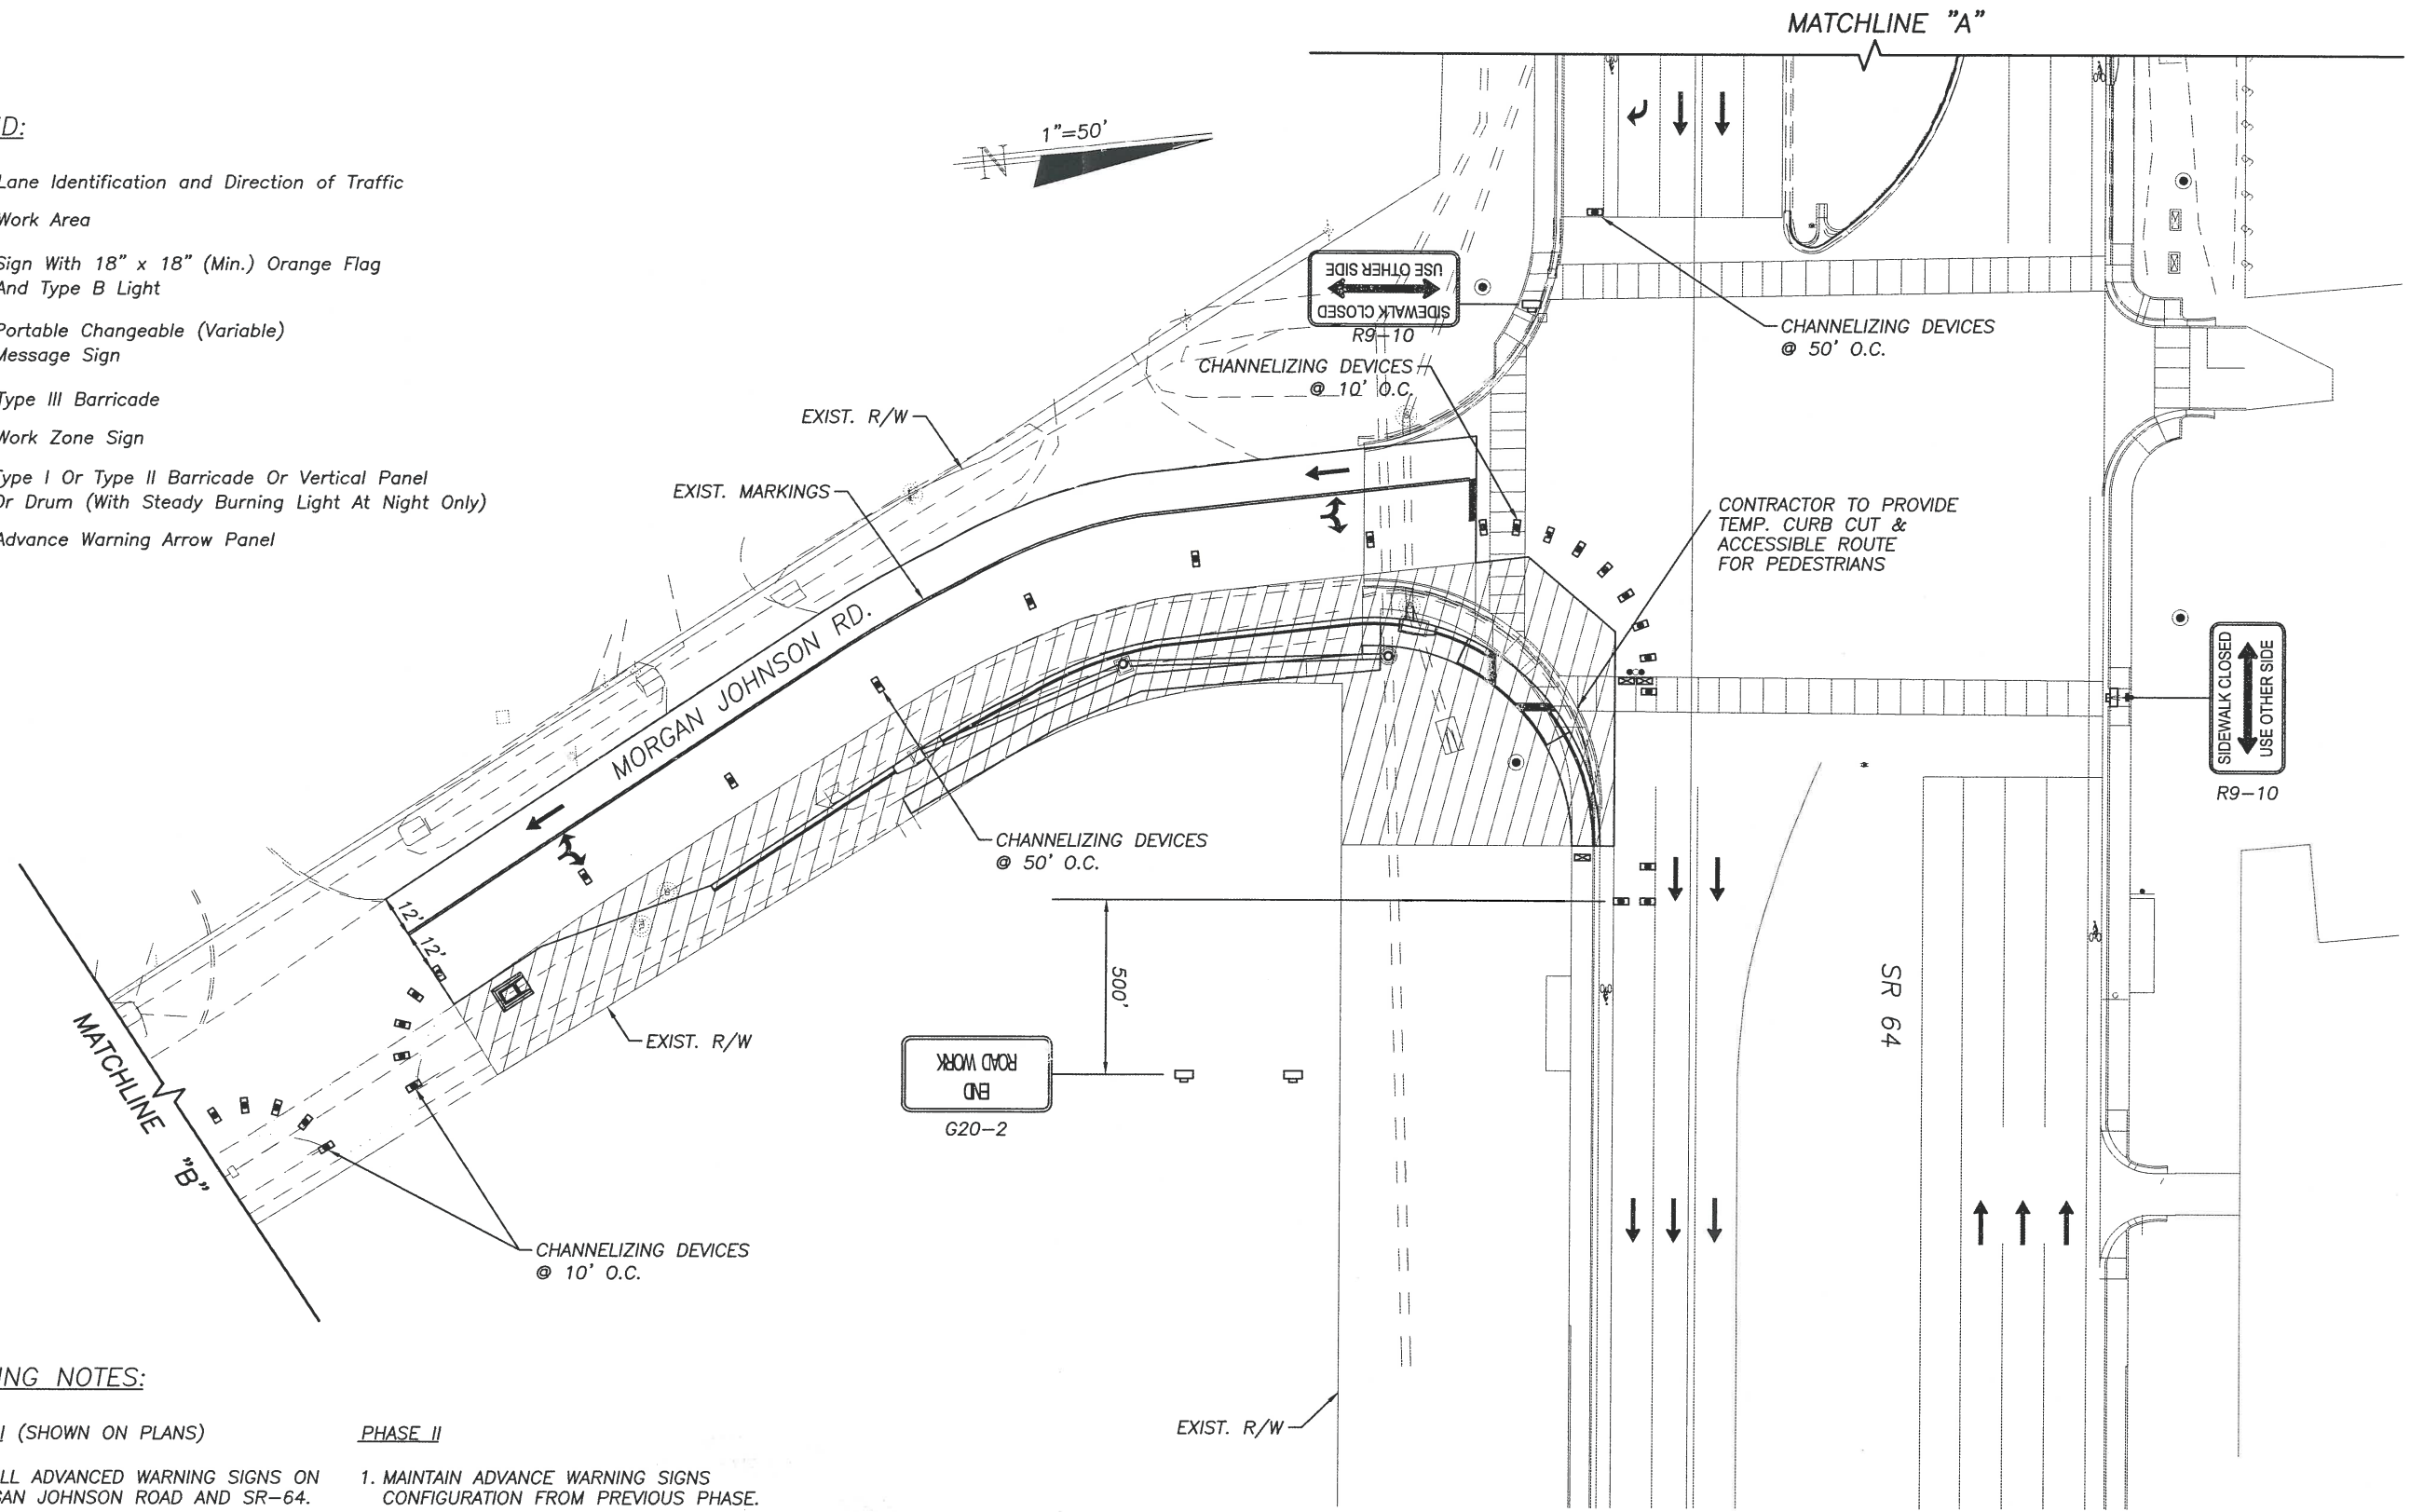 MATCHLINE "A"
D:
Lane Identification and Direction of Traffic
Work Area
Sign With 18" x 18" (Min.) Orange Flag
And Type B Light
Portable Changeable (Variable)
Message Sign
Type III Barricade
Work Zone Sign
Type I Or Type II Barricade Or Vertical Panel
Or Drum (With Steady Burning Light At Night Only)
Advance Warning Arrow Panel
1"=50'
N
SIDEWALK CLOSED
USE OTHER SIDE
R9-10
CHANNELIZING DEVICES
@ 10' O.C.
CHANNELIZING DEVICES
@ 50' O.C.
EXIST. R/W
EXIST. MARKINGS
CONTRACTOR TO PROVIDE
TEMP. CURB CUT &
ACCESSIBLE ROUTE
FOR PEDESTRIANS
MORGAN JOHNSON RD.
SIDEWALK CLOSED
USE OTHER SIDE
R9-10
CHANNELIZING DEVICES
@ 50' O.C.
12'
12'
500'
SR 64
EXIST. R/W
END
ROAD WORK
G20-2
MATCHLINE "B"
CHANNELIZING DEVICES
@ 10' O.C.
EXIST. R/W
ING NOTES:
I (SHOWN ON PLANS)
LL ADVANCED WARNING SIGNS ON
GAN JOHNSON ROAD AND SR-64.
PHASE II
1. MAINTAIN ADVANCE WARNING SIGNS
CONFIGURATION FROM PREVIOUS PHASE.